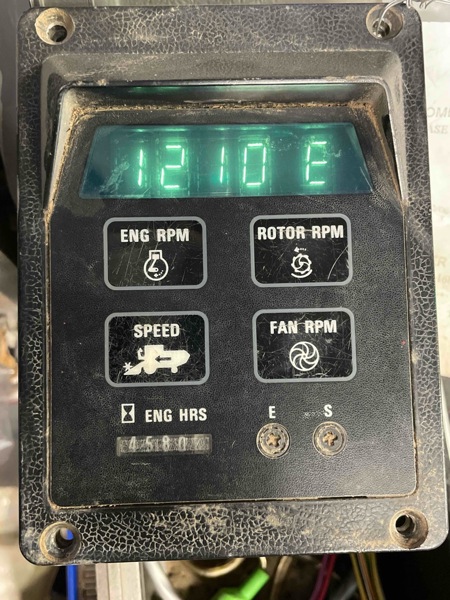 1210 E
ENG RPM
ROTOR RPM
SPEED
FAN RPM
ENG HRS
E
S